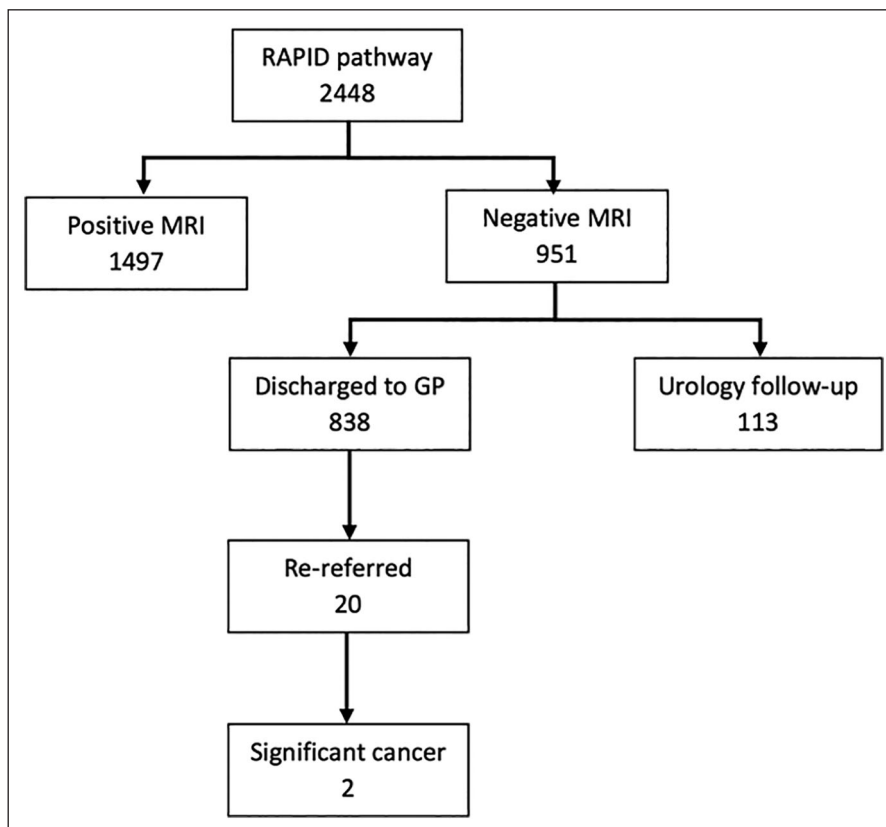 RAPID pathway
2448
Positive MRI
1497
Negative MRI
951
Discharged to GP
838
Urology follow-up
113
Re-referred
20
Significant cancer
2